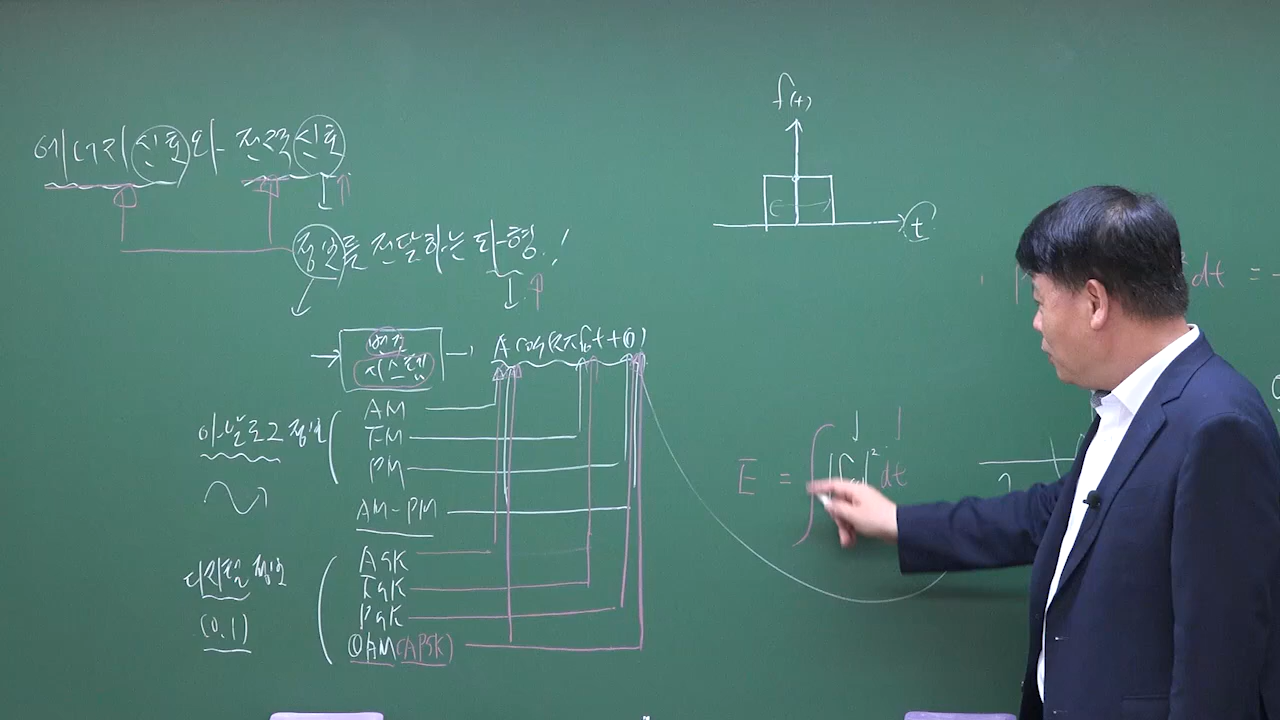 에너지 신호와 전력 신호
정보를 전달하는 파형!
변조
시스템
A cos(2πf₀t+θ)
아날로그 정보
AM
FM
PM
AM-PM
디지털 정보
(0,1)
ASK
FSK
PSK
QAM(APSK)
f(t)
t
dt =
E = ∫|f(t)|² dt